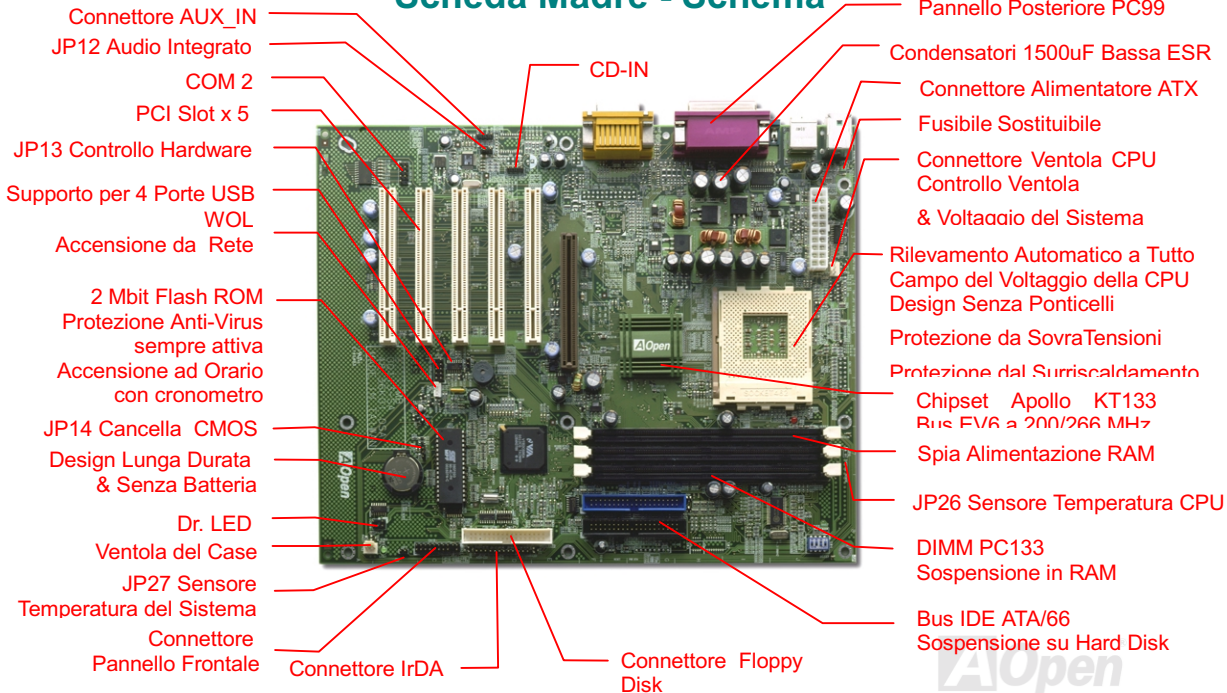 Scheda Madre - Schema
Connettore AUX_IN
JP12 Audio Integrato
COM 2
PCI Slot x 5
JP13 Controllo Hardware
Supporto per 4 Porte USB
WOL
Accensione da Rete
2 Mbit Flash ROM
Protezione Anti-Virus
sempre attiva
Accensione ad Orario
con cronometro
JP14 Cancella CMOS
Design Lunga Durata
& Senza Batteria
Dr. LED
Ventola del Case
JP27 Sensore
Temperatura del Sistema
Connettore
Pannello Frontale
Connettore IrDA
Connettore Floppy
Disk
CD-IN
Pannello Posteriore PC99
Condensatori 1500uF Bassa ESR
Connettore Alimentatore ATX
Fusibile Sostituibile
Connettore Ventola CPU
Controllo Ventola
& Voltaggio del Sistema
Rilevamento Automatico a Tutto
Campo del Voltaggio della CPU
Design Senza Ponticelli
Protezione da SovraTensioni
Protezione dal Surriscaldamento
Chipset Apollo KT133
Bus EV6 a 200/266 MHz
Spia Alimentazione RAM
JP26 Sensore Temperatura CPU
DIMM PC133
Sospensione in RAM
Bus IDE ATA/66
Sospensione su Hard Disk
AOpen
AOpen
AOpen